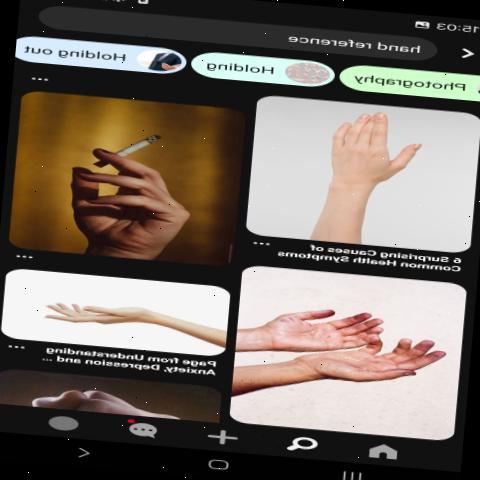 15:03
hand reference
Photography
Holding
Holding out
6 Surprising Causes of
Common Health Symptoms
Page from Understanding
Anxiety, Depression and ...